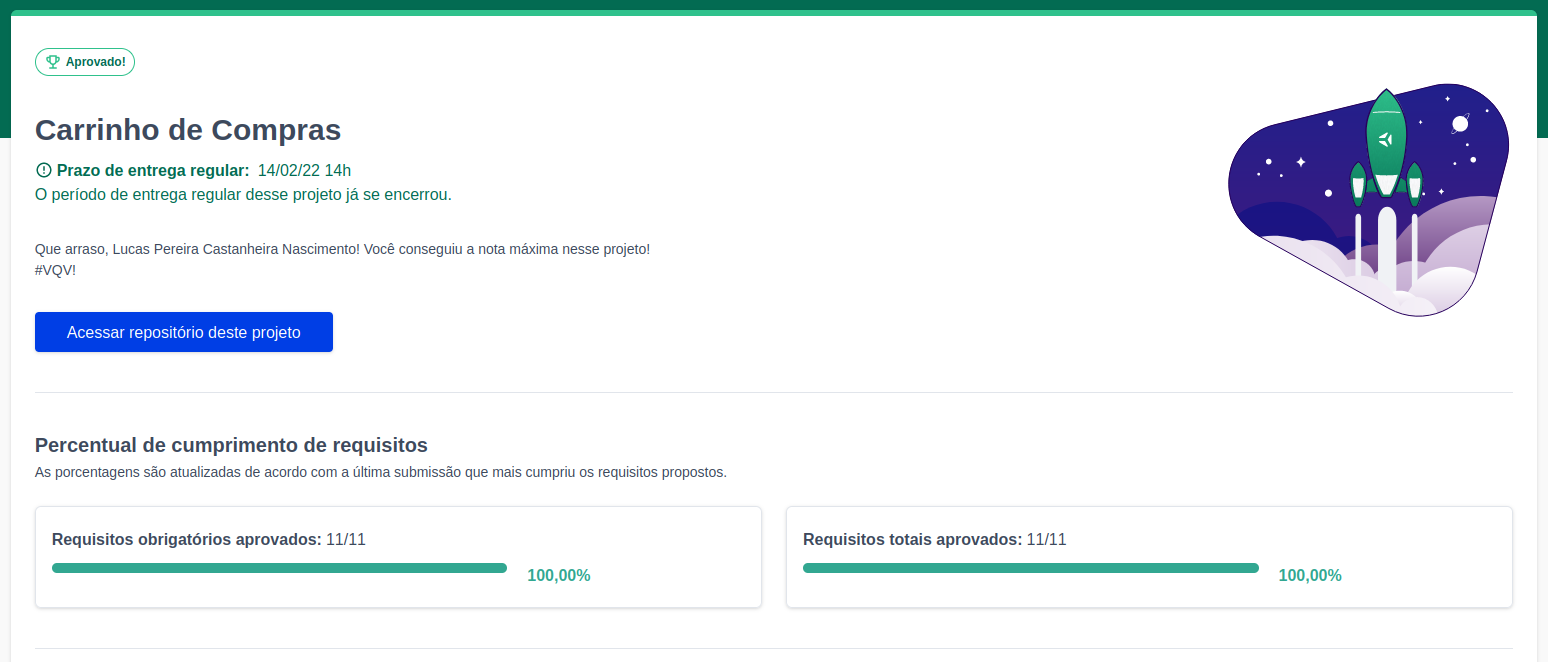 Aprovado!
Carrinho de Compras
Prazo de entrega regular: 14/02/22 14h
O período de entrega regular desse projeto já se encerrou.
Que arraso, Lucas Pereira Castanheira Nascimento! Você conseguiu a nota máxima nesse projeto!
#VQV!
Acessar repositório deste projeto
Percentual de cumprimento de requisitos
As porcentagens são atualizadas de acordo com a última submissão que mais cumpriu os requisitos propostos.
Requisitos obrigatórios aprovados: 11/11
100,00%
Requisitos totais aprovados: 11/11
100,00%